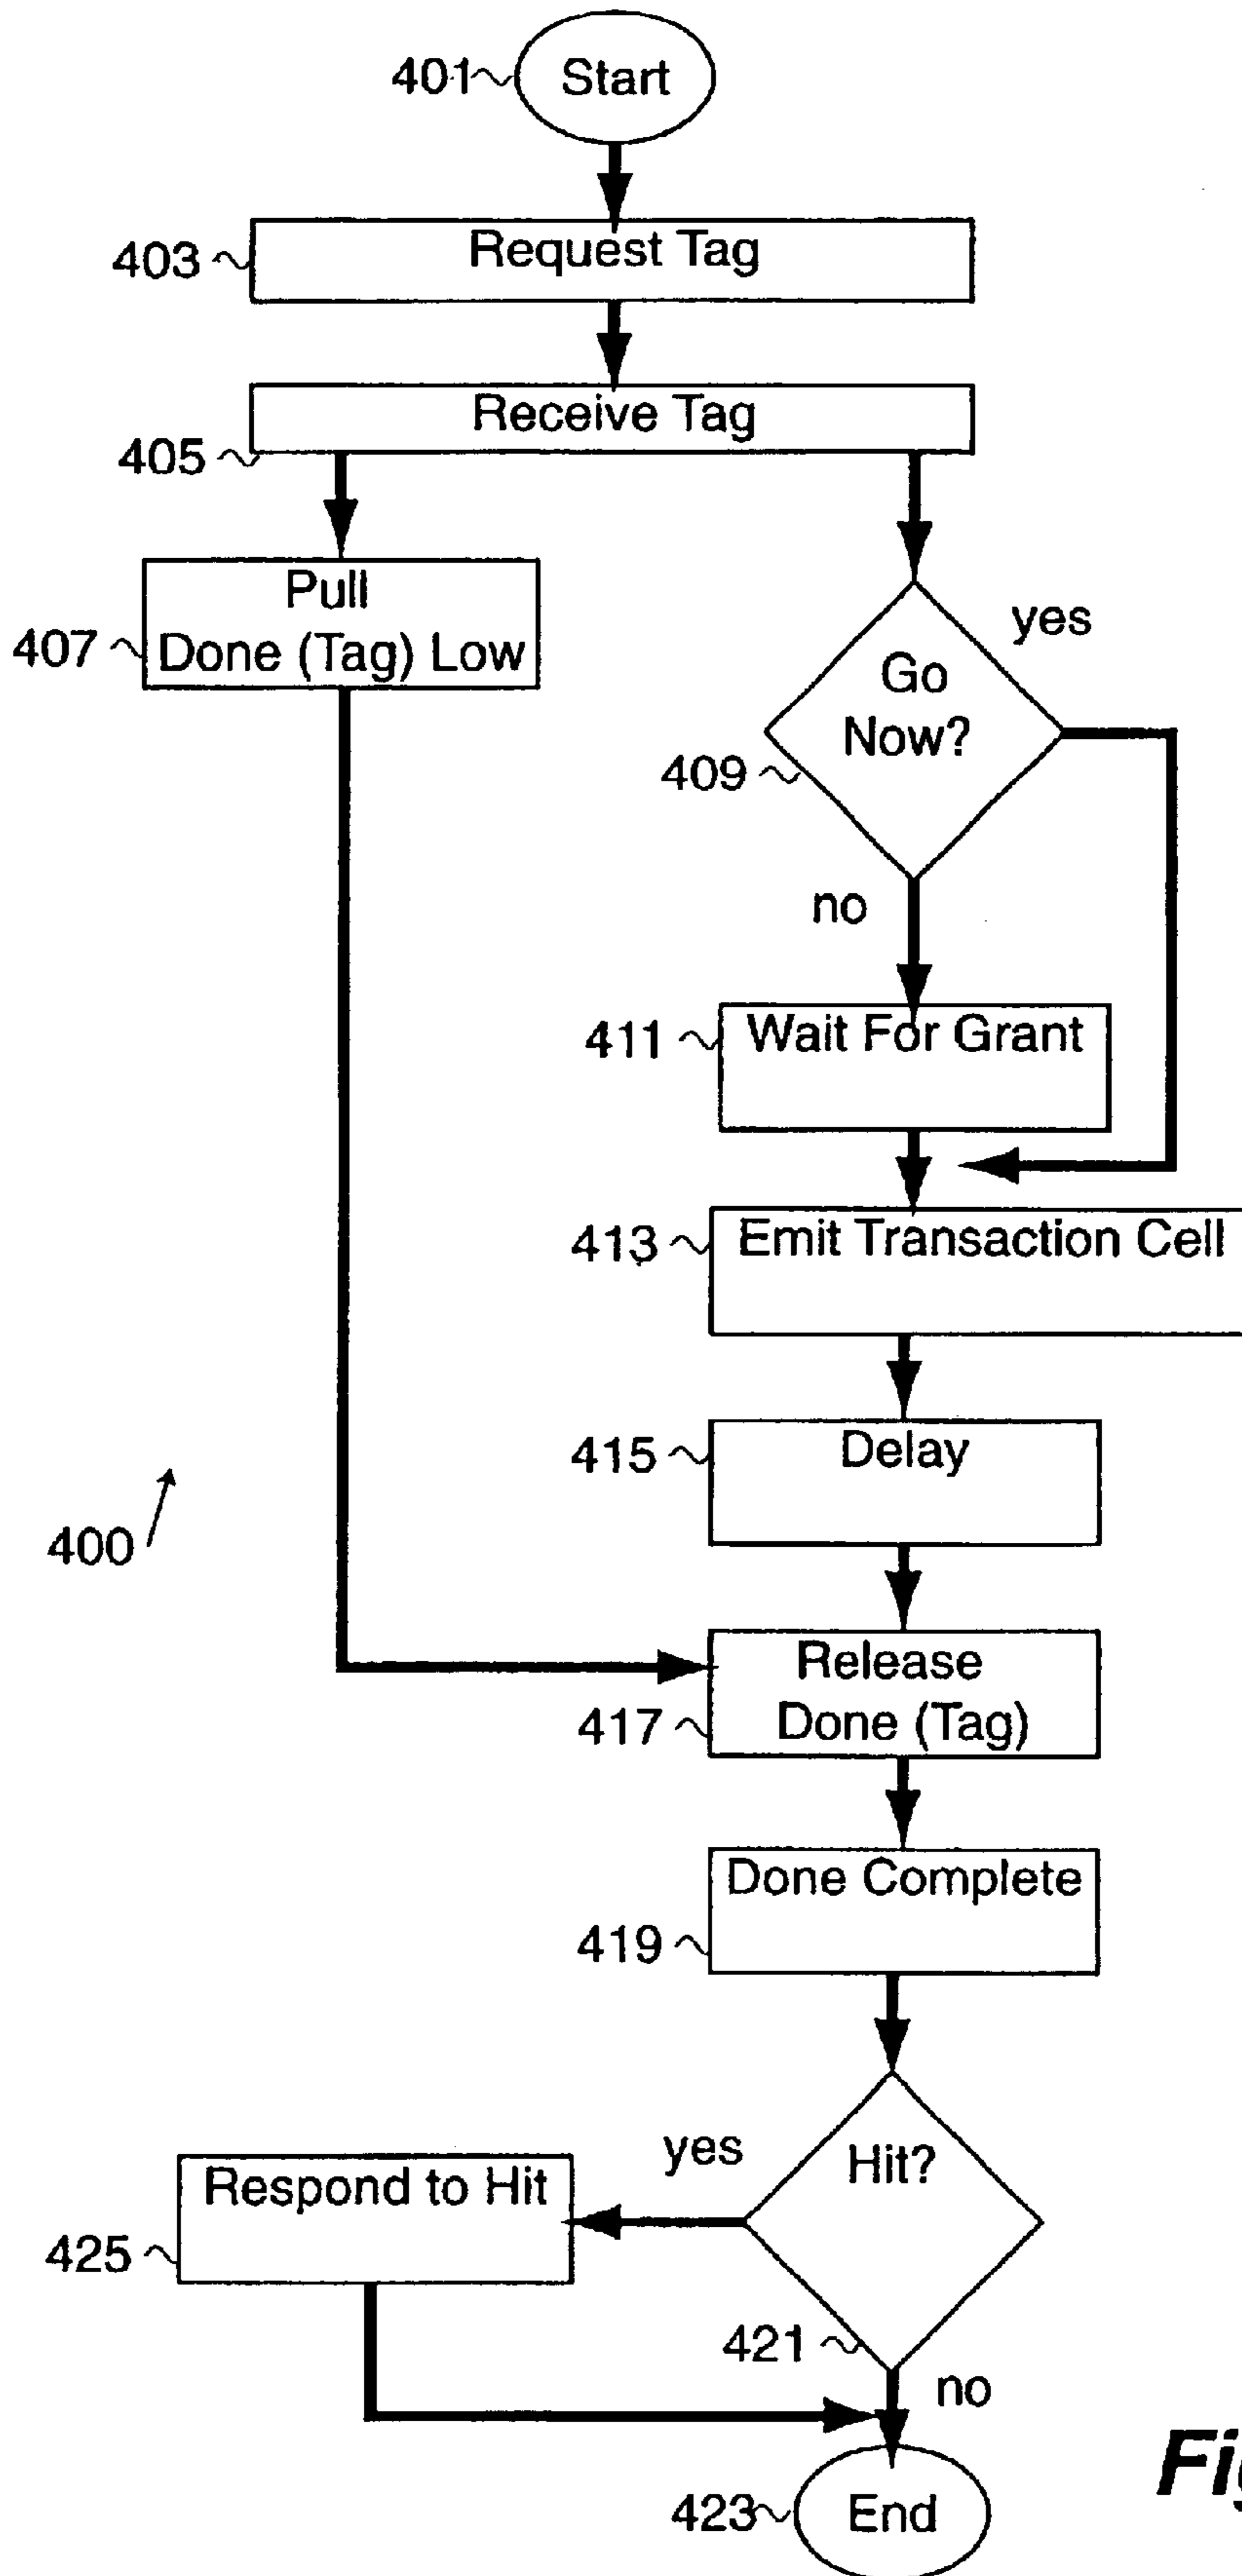 401 Start
403 Request Tag
Receive Tag
405
Pull
407 Done (Tag) Low
yes
Go
Now?
409
no
411 Wait For Grant
413 Emit Transaction Cell
415 Delay
400
Release
417 Done (Tag)
Done Complete
419
yes
Hit?
Respond to Hit
425
421
no
423 End